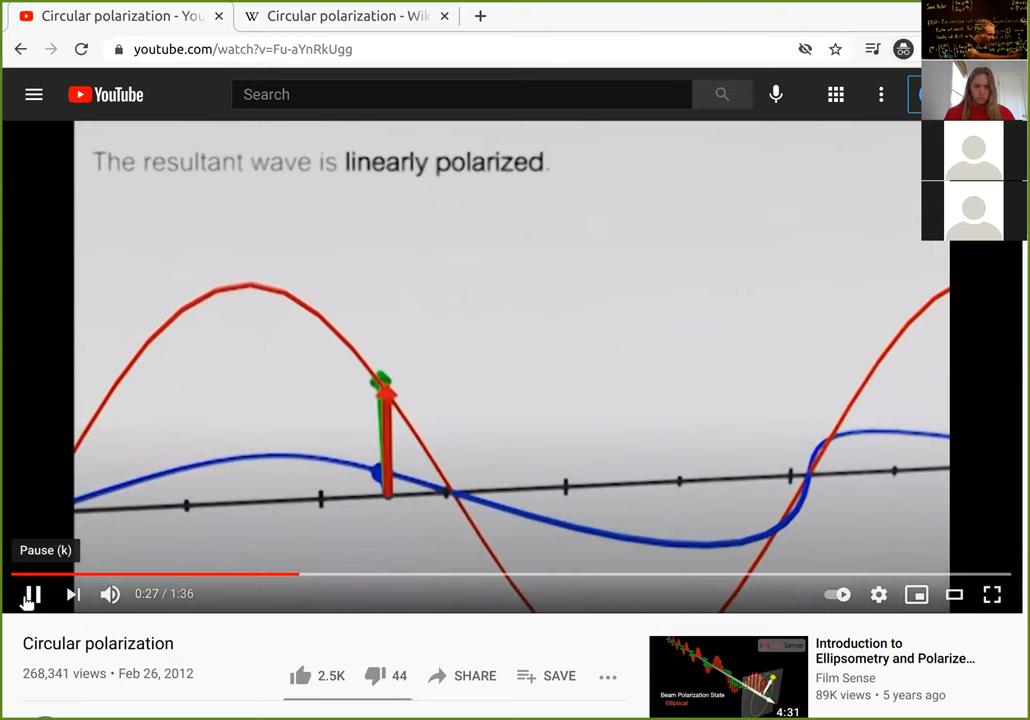 Circular polarization - You
Circular polarization - Wik
youtube.com/watch?v=Fu-aYnRkUgg
YouTube
Search
The resultant wave is linearly polarized.
Pause (k)
0:27 / 1:36
Circular polarization
268,341 views • Feb 26, 2012
2.5K
44
SHARE
SAVE
Beam Polarization State
Elliptical
4:31
Introduction to
Ellipsometry and Polarize...
Film Sense
89K views • 5 years ago